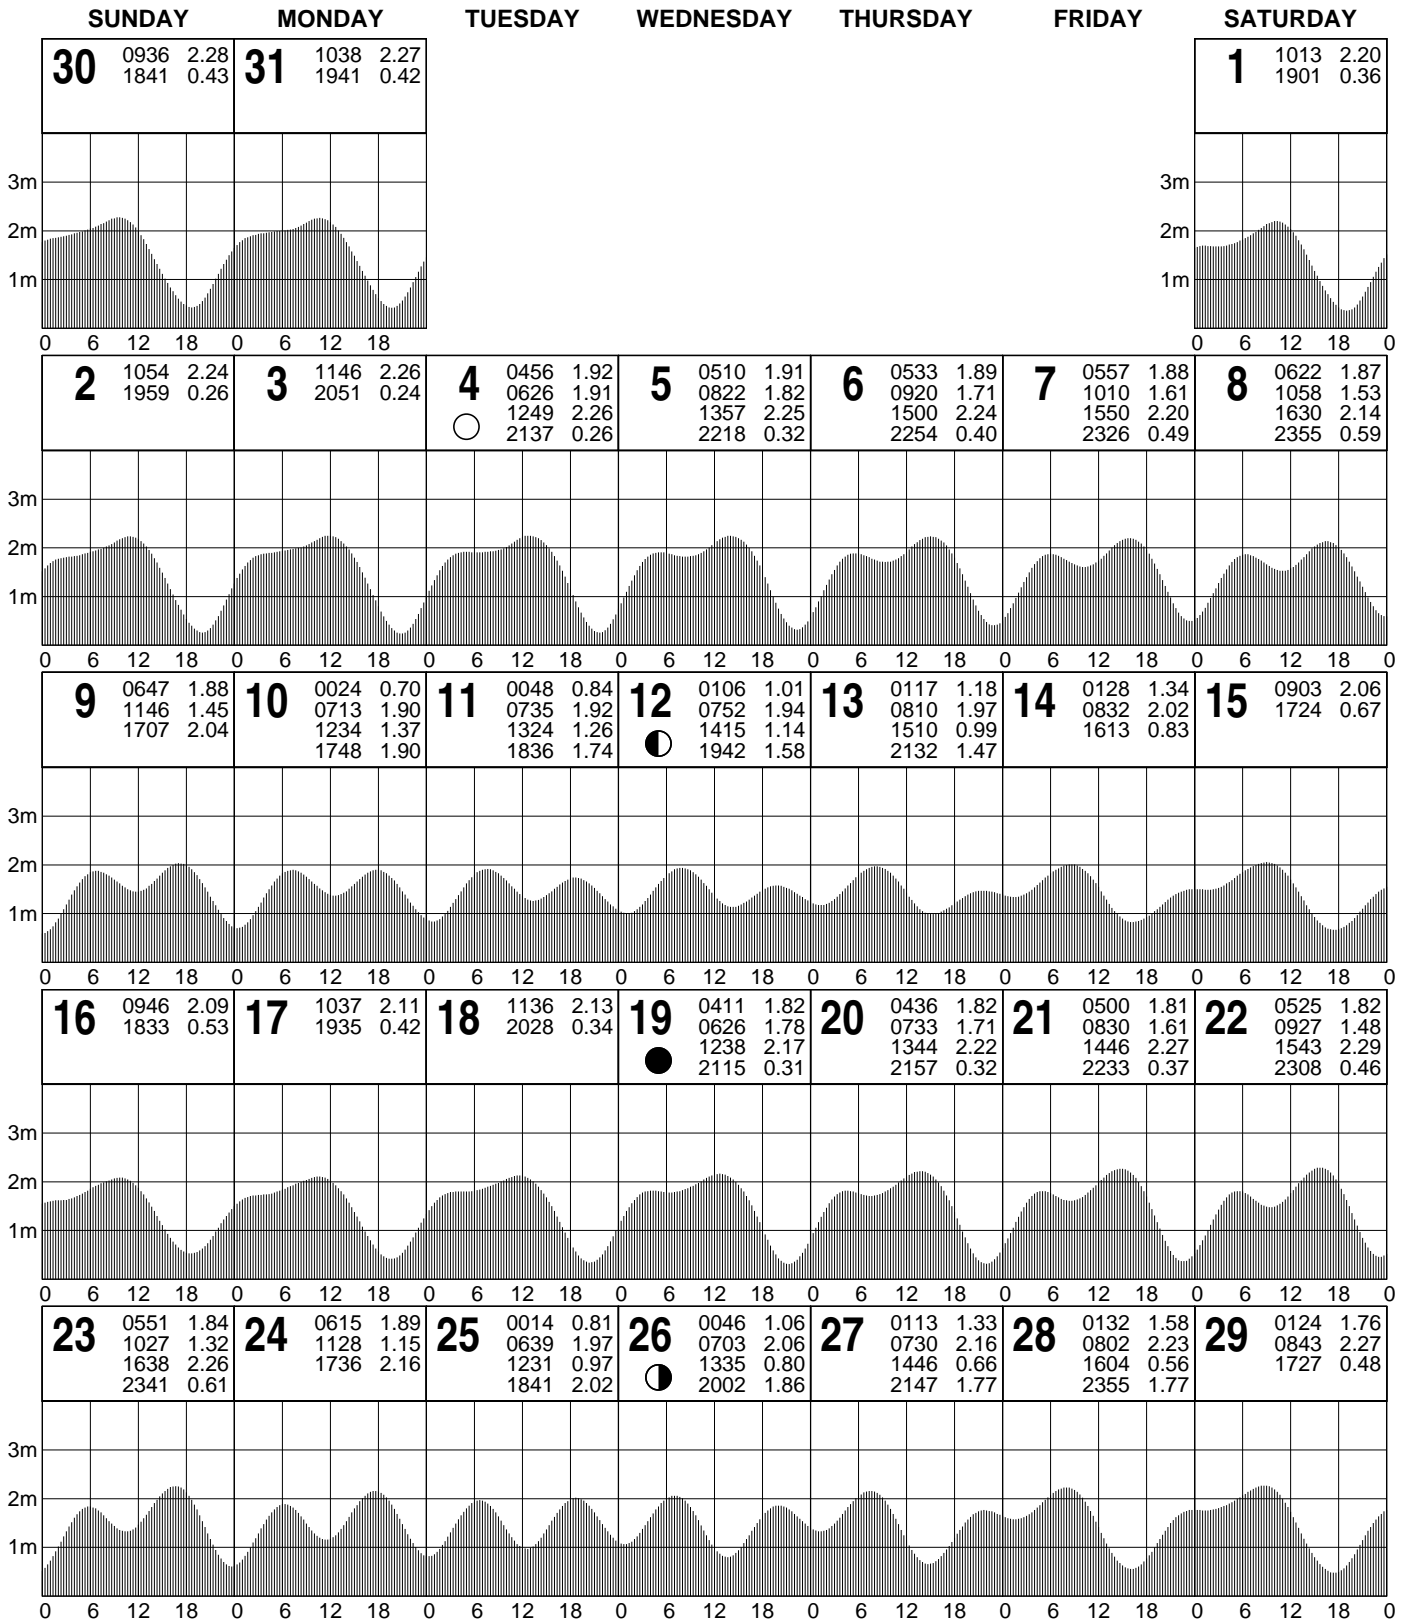 SUNDAY MONDAY TUESDAY WEDNESDAY THURSDAY FRIDAY SATURDAY
30 0936 2.28 31 1038 2.27 1 1013 2.20
1841 0.43 1941 0.42 1901 0.36
3m 3m
2m 2m
1m 1m
0 6 12 18 0 6 12 18 0 6 12 18 0
2 1054 2.24 3 1146 2.26 4 0456 1.92 5 0510 1.91 6 0533 1.89 7 0557 1.88 8 0622 1.87
1959 0.26 2051 0.24 0626 1.91 0822 1.82 0920 1.71 1010 1.61 1058 1.53
1249 2.26 1357 2.25 1500 2.24 1550 2.20 1630 2.14
2137 0.26 2218 0.32 2254 0.40 2326 0.49 2355 0.59
3m
2m
1m
0 6 12 18 0 6 12 18 0 6 12 18 0 6 12 18 0 6 12 18 0 6 12 18 0 6 12 18 0
9 0647 1.88 10 0024 0.70 11 0048 0.84 12 0106 1.01 13 0117 1.18 14 0128 1.34 15 0903 2.06
1146 1.45 0713 1.90 0735 1.92 0752 1.94 0810 1.97 0832 2.02 1724 0.67
1707 2.04 1234 1.37 1324 1.26 1415 1.14 1510 0.99 1613 0.83
1748 1.90 1836 1.74 1942 1.58 2132 1.47
3m
2m
1m
0 6 12 18 0 6 12 18 0 6 12 18 0 6 12 18 0 6 12 18 0 6 12 18 0 6 12 18 0
16 0946 2.09 17 1037 2.11 18 1136 2.13 19 0411 1.82 20 0436 1.82 21 0500 1.81 22 0525 1.82
1833 0.53 1935 0.42 2028 0.34 0626 1.78 0733 1.71 0830 1.61 0927 1.48
1238 2.17 1344 2.22 1446 2.27 1543 2.29
2115 0.31 2157 0.32 2233 0.37 2308 0.46
3m
2m
1m
0 6 12 18 0 6 12 18 0 6 12 18 0 6 12 18 0 6 12 18 0 6 12 18 0 6 12 18 0
23 0551 1.84 24 0615 1.89 25 0014 0.81 26 0046 1.06 27 0113 1.33 28 0132 1.58 29 0124 1.76
1027 1.32 1128 1.15 0639 1.97 0703 2.06 0730 2.16 0802 2.23 0843 2.27
1638 2.26 1736 2.16 1231 0.97 1335 0.80 1446 0.66 1604 0.56 1727 0.48
2341 0.61 1841 2.02 2002 1.86 2147 1.77 2355 1.77
3m
2m
1m
0 6 12 18 0 6 12 18 0 6 12 18 0 6 12 18 0 6 12 18 0 6 12 18 0 6 12 18 0